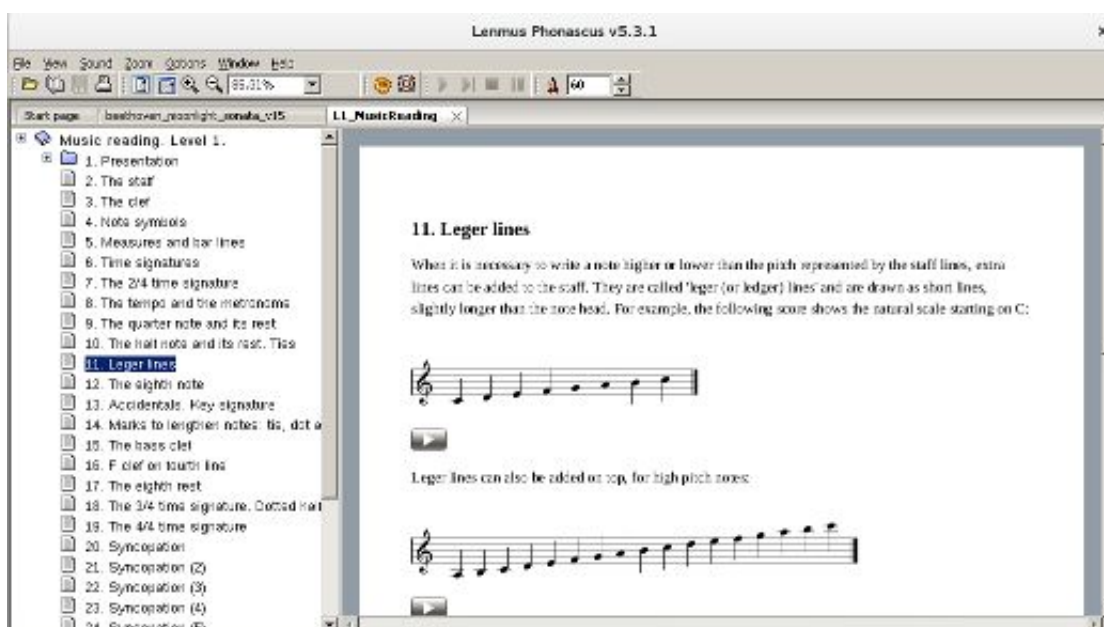 Lenmus Phonascus v5.3.1
File View Sound Zoom Options Window Help
60
Start page beethoven_moonlight_sonata_v15 L1_MusicReading
Music reading. Level 1.
1. Presentation
2. The staff
3. The clef
4. Note symbols
5. Measures and bar lines
6. Time signatures
7. The 2/4 time signature
8. The tempo and the metronome
9. The quarter note and its rest
10. The half note and its rest. Ties
11. Leger lines
12. The eighth note
13. Accidentals. Key signature
14. Marks to lengthen notes: tie, dot a
15. The bass clef
16. F clef on fourth line
17. The eighth rest
18. The 3/4 time signature. Dotted half
19. The 4/4 time signature
20. Syncopation
21. Syncopation (2)
22. Syncopation (3)
23. Syncopation (4)
24. Syncopation (5)
11. Leger lines
When it is necessary to write a note higher or lower than the pitch represented by the staff lines, extra
lines can be added to the staff. They are called 'leger (or ledger) lines' and are drawn as short lines,
slightly longer than the note head. For example, the following score shows the natural scale starting on C:
Leger lines can also be added on top, for high pitch notes: